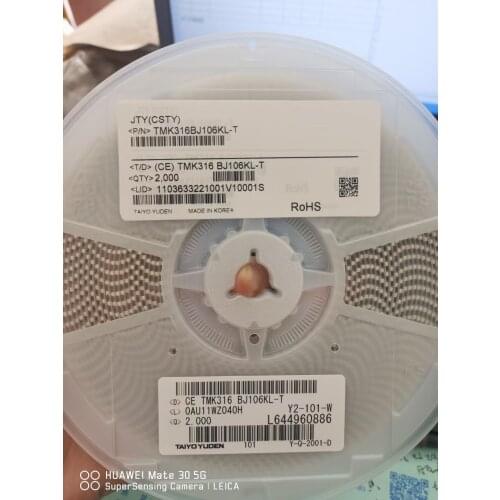 JTY(CSTY)
<P/N> TMK316BJ106KL-T
<T/D> (CE) TMK316 BJ106KL-T
<QTY> 2,000
<LID> 1103633221001V10001S
TAIYO YUDEN MADE IN KOREA
RoHS
RoHS
<D> CE TMK316 BJ106KL-T
<L> 0AU11WZ040H Y2-101-W
<Q> 2,000 L644960886
TAIYO YUDEN 101 Y-Q-2001-D
HUAWEI Mate 30 5G
SuperSensing Camera | LEICA